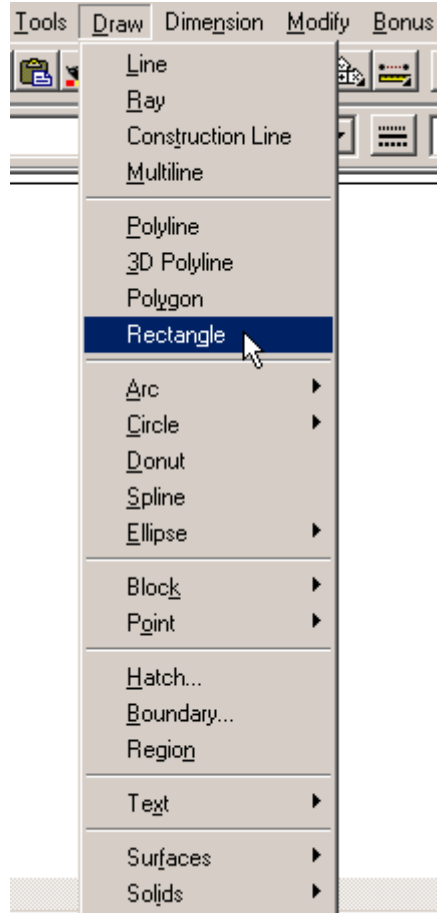 Tools Draw Dimension Modify Bonus
Line
Ray
Construction Line
Multiline
Polyline
3D Polyline
Polygon
Rectangle
Arc
Circle
Donut
Spline
Ellipse
Block
Point
Hatch...
Boundary...
Region
Text
Surfaces
Solids